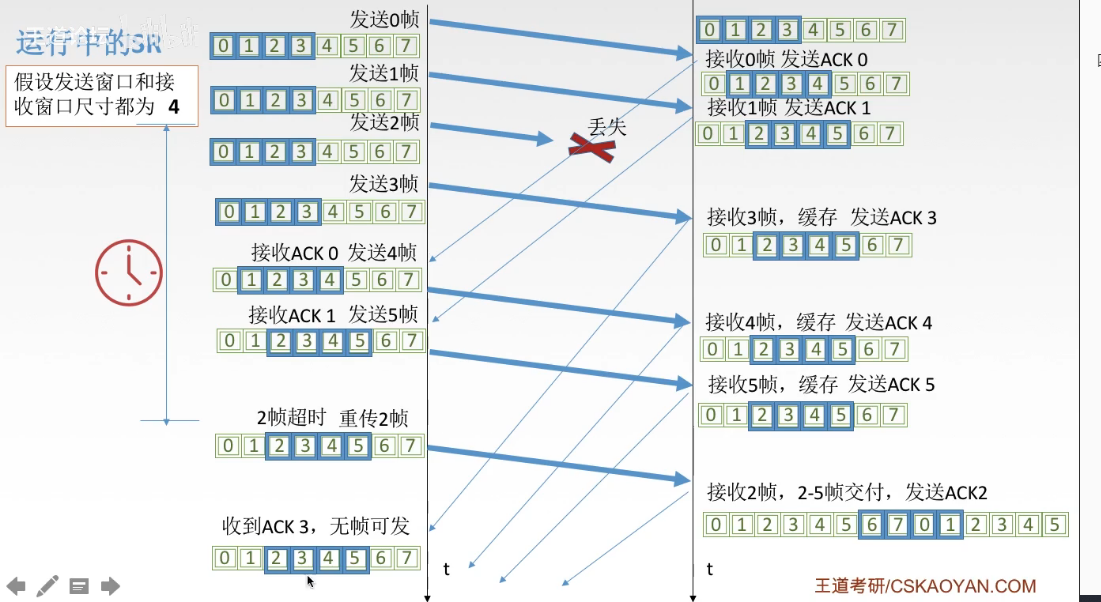 运行中的SR
假设发送窗口和接
收窗口尺寸都为 4
发送0帧
0 1 2 3 4 5 6 7
发送1帧
0 1 2 3 4 5 6 7
发送2帧
0 1 2 3 4 5 6 7
发送3帧
0 1 2 3 4 5 6 7
接收ACK 0 发送4帧
0 1 2 3 4 5 6 7
接收ACK 1 发送5帧
0 1 2 3 4 5 6 7
2帧超时 重传2帧
0 1 2 3 4 5 6 7
收到ACK 3，无帧可发
0 1 2 3 4 5 6 7
丢失
t
0 1 2 3 4 5 6 7
接收0帧 发送ACK 0
0 1 2 3 4 5 6 7
接收1帧 发送ACK 1
0 1 2 3 4 5 6 7
接收3帧，缓存 发送ACK 3
0 1 2 3 4 5 6 7
接收4帧，缓存 发送ACK 4
0 1 2 3 4 5 6 7
接收5帧，缓存 发送ACK 5
0 1 2 3 4 5 6 7
接收2帧，2-5帧交付，发送ACK2
0 1 2 3 4 5 6 7 0 1 2 3 4 5
t
王道考研/CSKAOYAN.COM